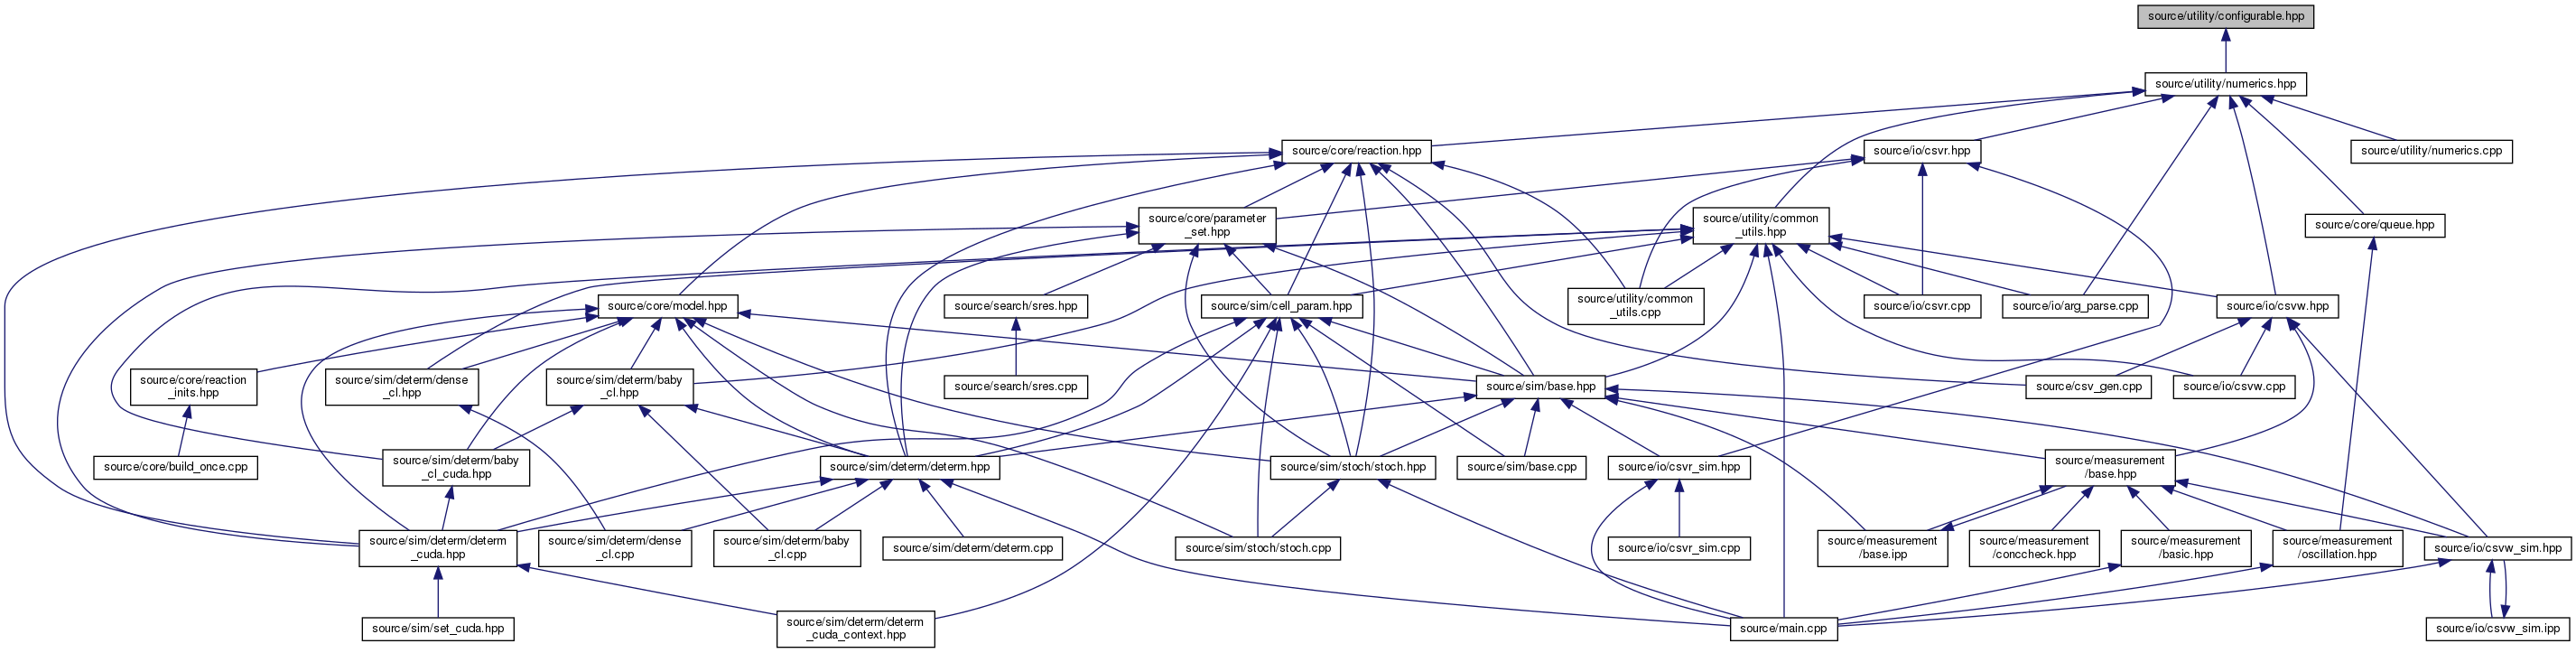 source/utility/configurable.hpp
source/utility/numerics.hpp
source/core/reaction.hpp
source/io/csvr.hpp
source/utility/numerics.cpp
source/core/parameter
_set.hpp
source/utility/common
_utils.hpp
source/core/queue.hpp
source/core/model.hpp
source/search/sres.hpp
source/sim/cell_param.hpp
source/utility/common
_utils.cpp
source/io/csvr.cpp
source/io/arg_parse.cpp
source/io/csvw.hpp
source/core/reaction
_inits.hpp
source/sim/determ/dense
_cl.hpp
source/sim/determ/baby
_cl.hpp
source/search/sres.cpp
source/sim/base.hpp
source/csv_gen.cpp
source/io/csvw.cpp
source/core/build_once.cpp
source/sim/determ/baby
_cl_cuda.hpp
source/sim/determ/determ.hpp
source/sim/stoch/stoch.hpp
source/sim/base.cpp
source/io/csvr_sim.hpp
source/measurement
/base.hpp
source/sim/determ/determ
_cuda.hpp
source/sim/determ/dense
_cl.cpp
source/sim/determ/baby
_cl.cpp
source/sim/determ/determ.cpp
source/sim/stoch/stoch.cpp
source/io/csvr_sim.cpp
source/measurement
/base.ipp
source/measurement
/conccheck.hpp
source/measurement
/basic.hpp
source/measurement
/oscillation.hpp
source/io/csvw_sim.hpp
source/sim/set_cuda.hpp
source/sim/determ/determ
_cuda_context.hpp
source/main.cpp
source/io/csvw_sim.ipp